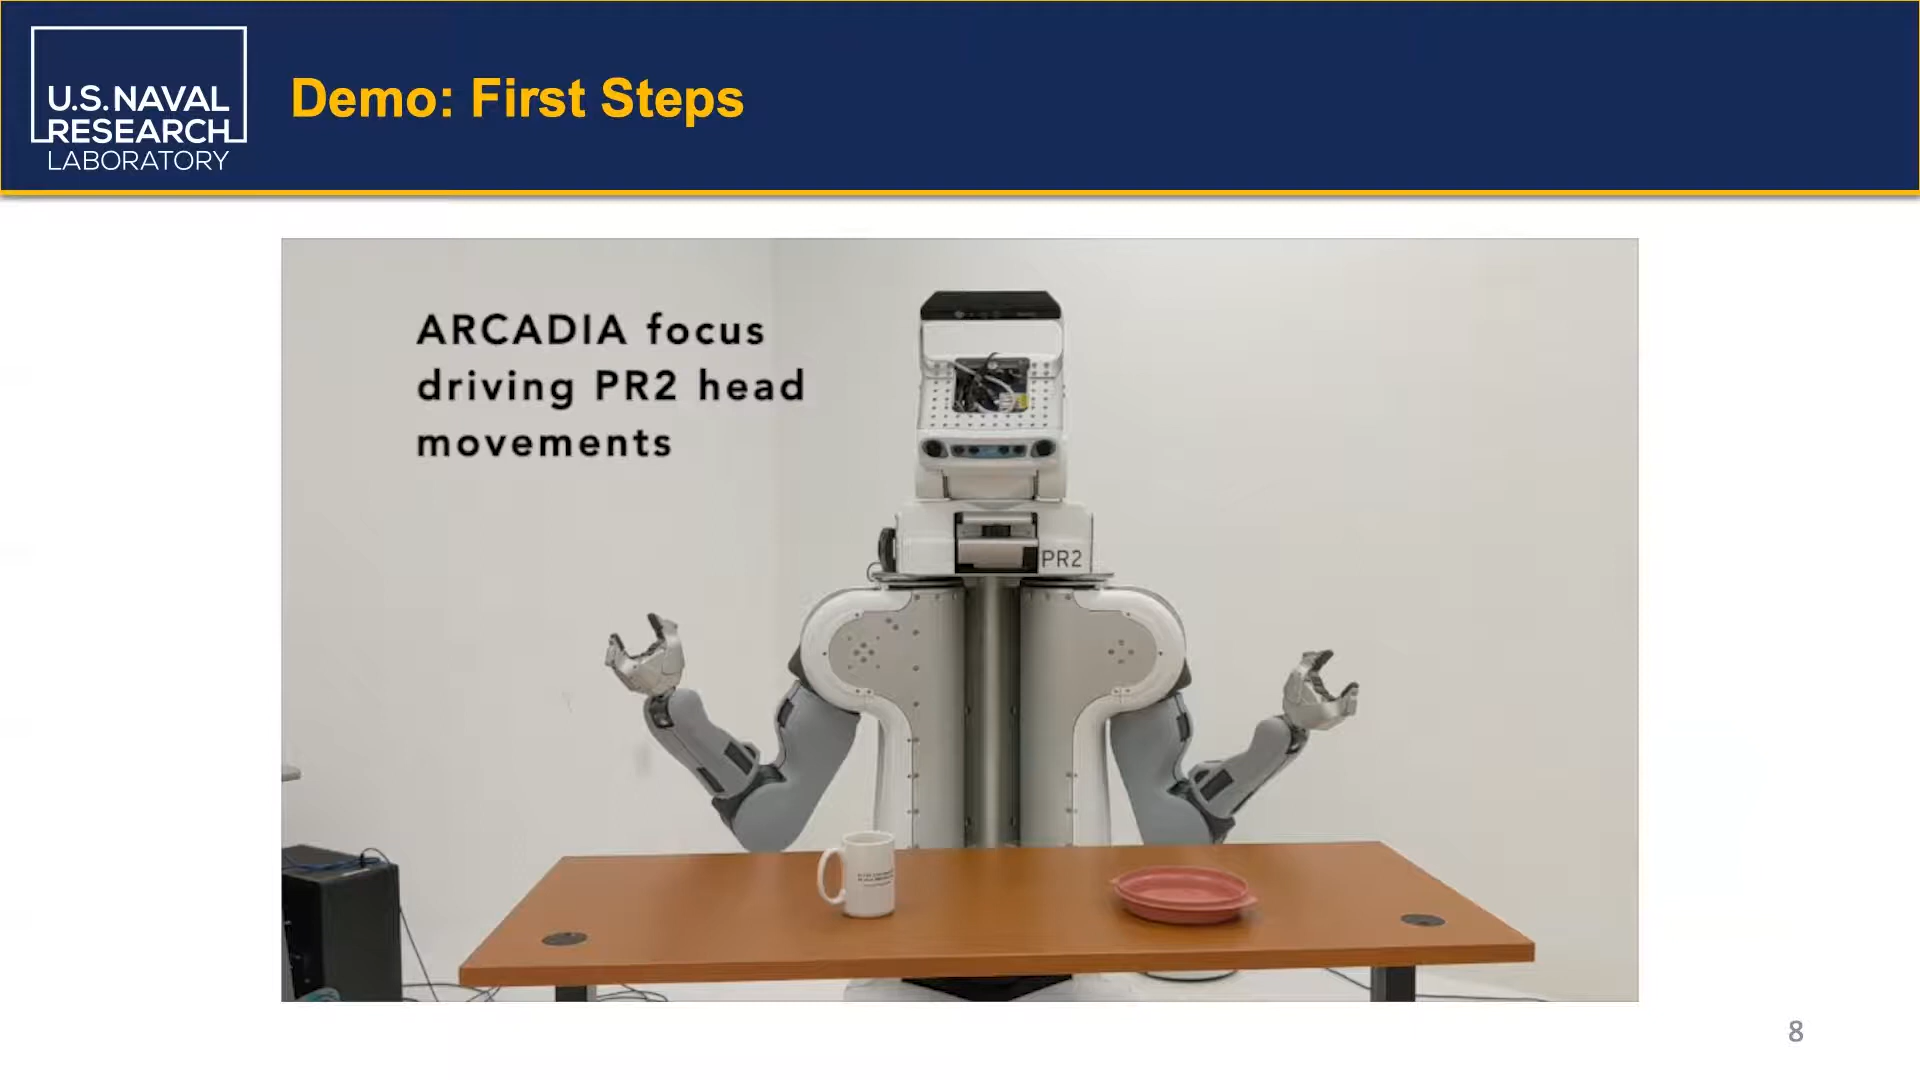 U.S. NAVAL
RESEARCH
LABORATORY
Demo: First Steps
ARCADIA focus
driving PR2 head
movements
PR2
8